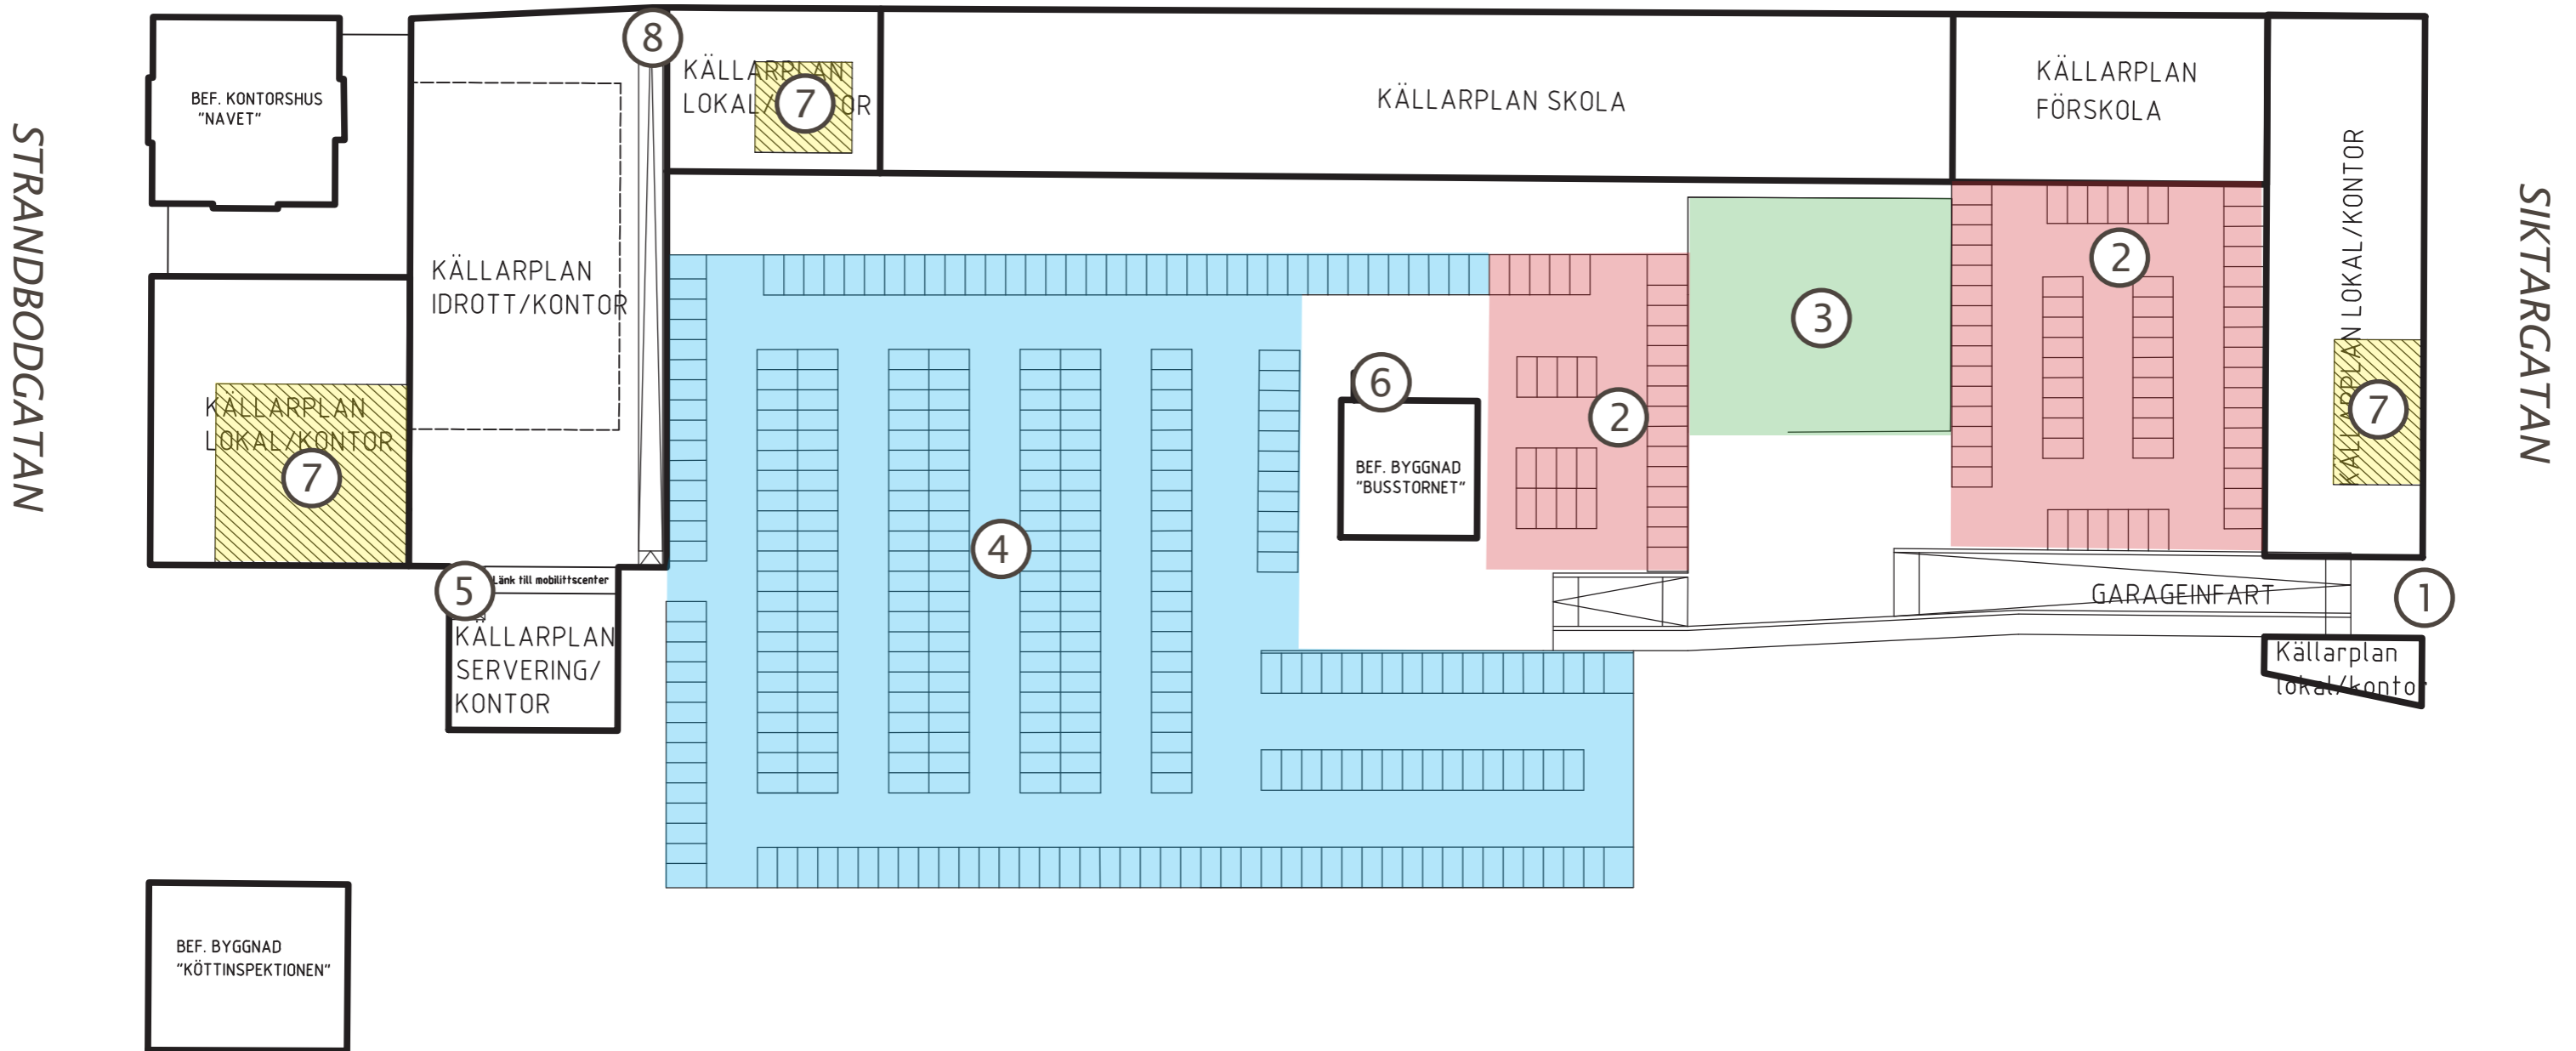 STRANDBODGATAN
BEF. KONTORSHUS
"NAVET"
8
KÄLLARPLAN
LOKAL/KONTOR
7
KÄLLARPLAN SKOLA
KÄLLARPLAN
FÖRSKOLA
KÄLLARPLAN LOKAL/KONTOR
SIKTARGATAN
KÄLLARPLAN
IDROTT/KONTOR
2
3
6
2
7
KÄLLARPLAN
LOKAL/KONTOR
7
BEF. BYGGNAD
"BUSSTORNET"
4
5
Länk till mobilittscenter
KÄLLARPLAN
SERVERING/
KONTOR
GARAGEINFART
1
Källarplan
lokal/kontor
BEF. BYGGNAD
"KÖTTINSPEKTIONEN"